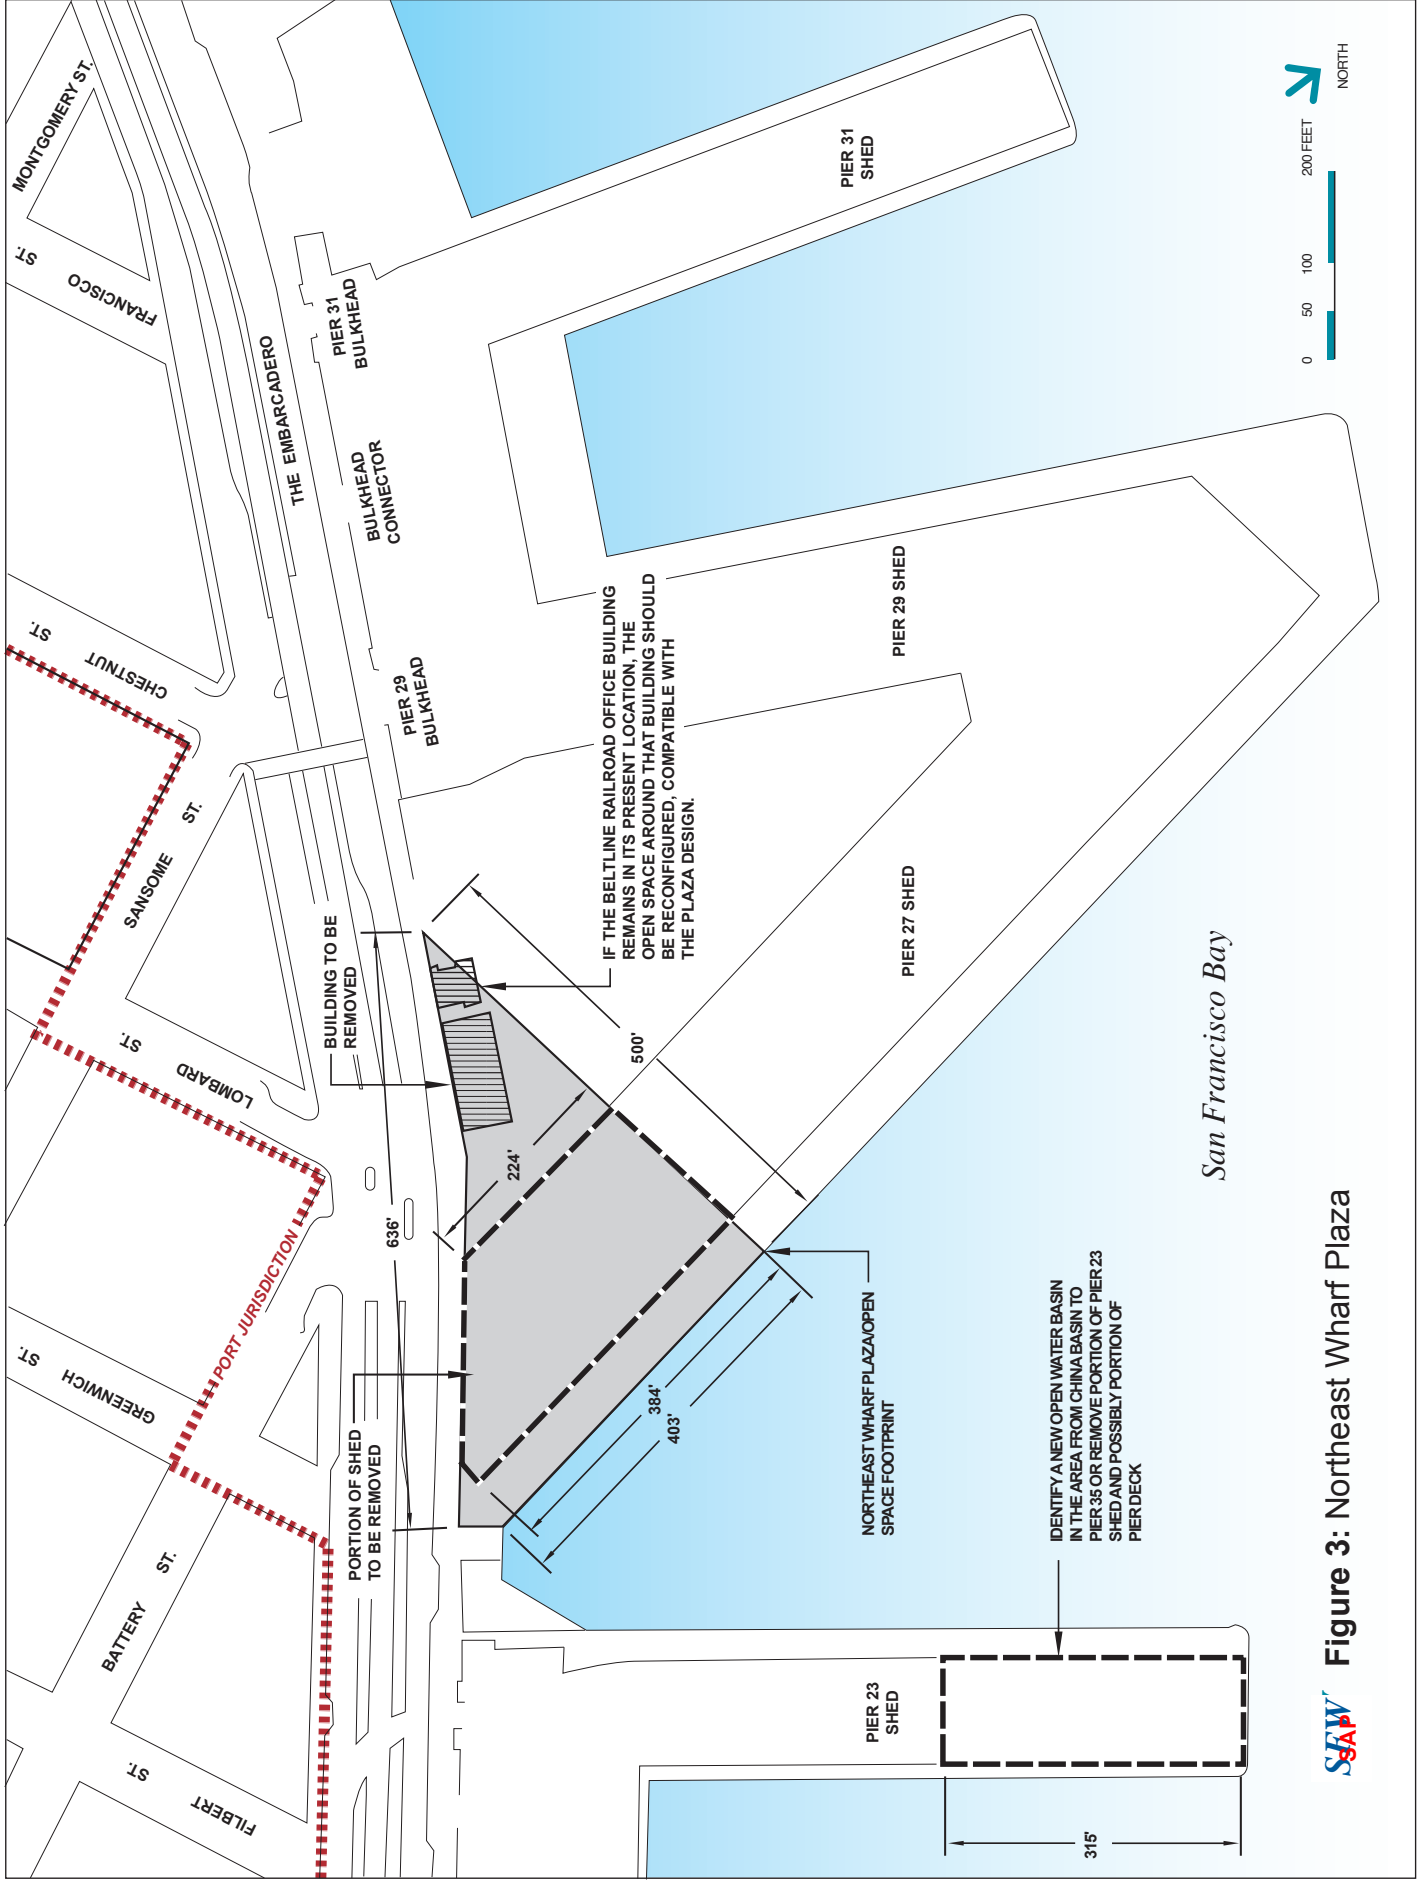 MONTGOMERY ST.
FRANCISCO
ST.
CHESTNUT
ST.
SANSOME
ST.
LOMBARD
ST.
GREENWICH
ST.
BATTERY
ST.
FILBERT
ST.
PORT JURISDICTION
THE EMBARCADERO
PIER 31
BULKHEAD
BULKHEAD
CONNECTOR
PIER 29
BULKHEAD
PIER 31
SHED
PIER 29 SHED
PIER 27 SHED
PIER 23
SHED
BUILDING TO BE
REMOVED
PORTION OF SHED
TO BE REMOVED
IF THE BELTLINE RAILROAD OFFICE BUILDING
REMAINS IN ITS PRESENT LOCATION, THE
OPEN SPACE AROUND THAT BUILDING SHOULD
BE RECONFIGURED, COMPATIBLE WITH
THE PLAZA DESIGN.
636'
224'
500'
384'
403'
315'
NORTHEAST WHARF PLAZA/OPEN
SPACE FOOTPRINT
IDENTIFY A NEW OPEN WATER BASIN
IN THE AREA FROM CHINA BASIN TO
PIER 35 OR REMOVE PORTION OF PIER 23
SHED AND POSSIBLY PORTION OF
PIER DECK
San Francisco Bay
0 50 100 200 FEET
NORTH
SFW
SAP
Figure 3: Northeast Wharf Plaza